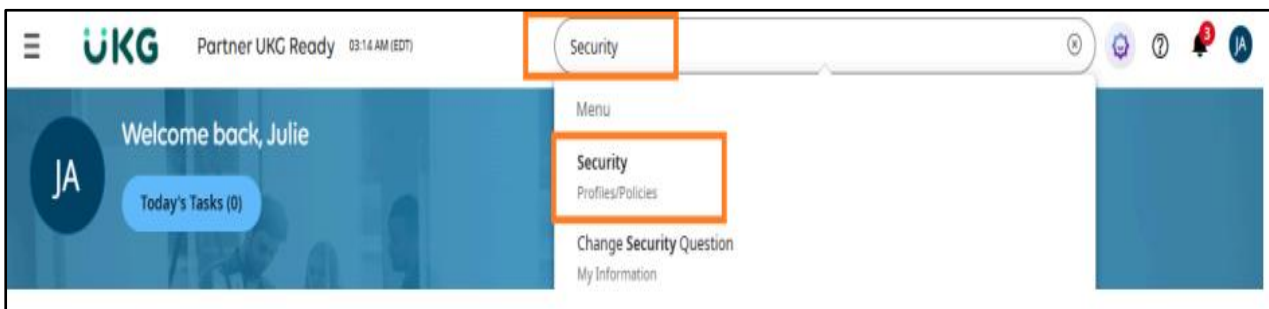 UKG Partner UKG Ready 03:14 AM (EDT) Security 3 JA
Menu
Welcome back, Julie
JA
Security
Profiles/Policies
Today's Tasks (0)
Change Security Question
My Information